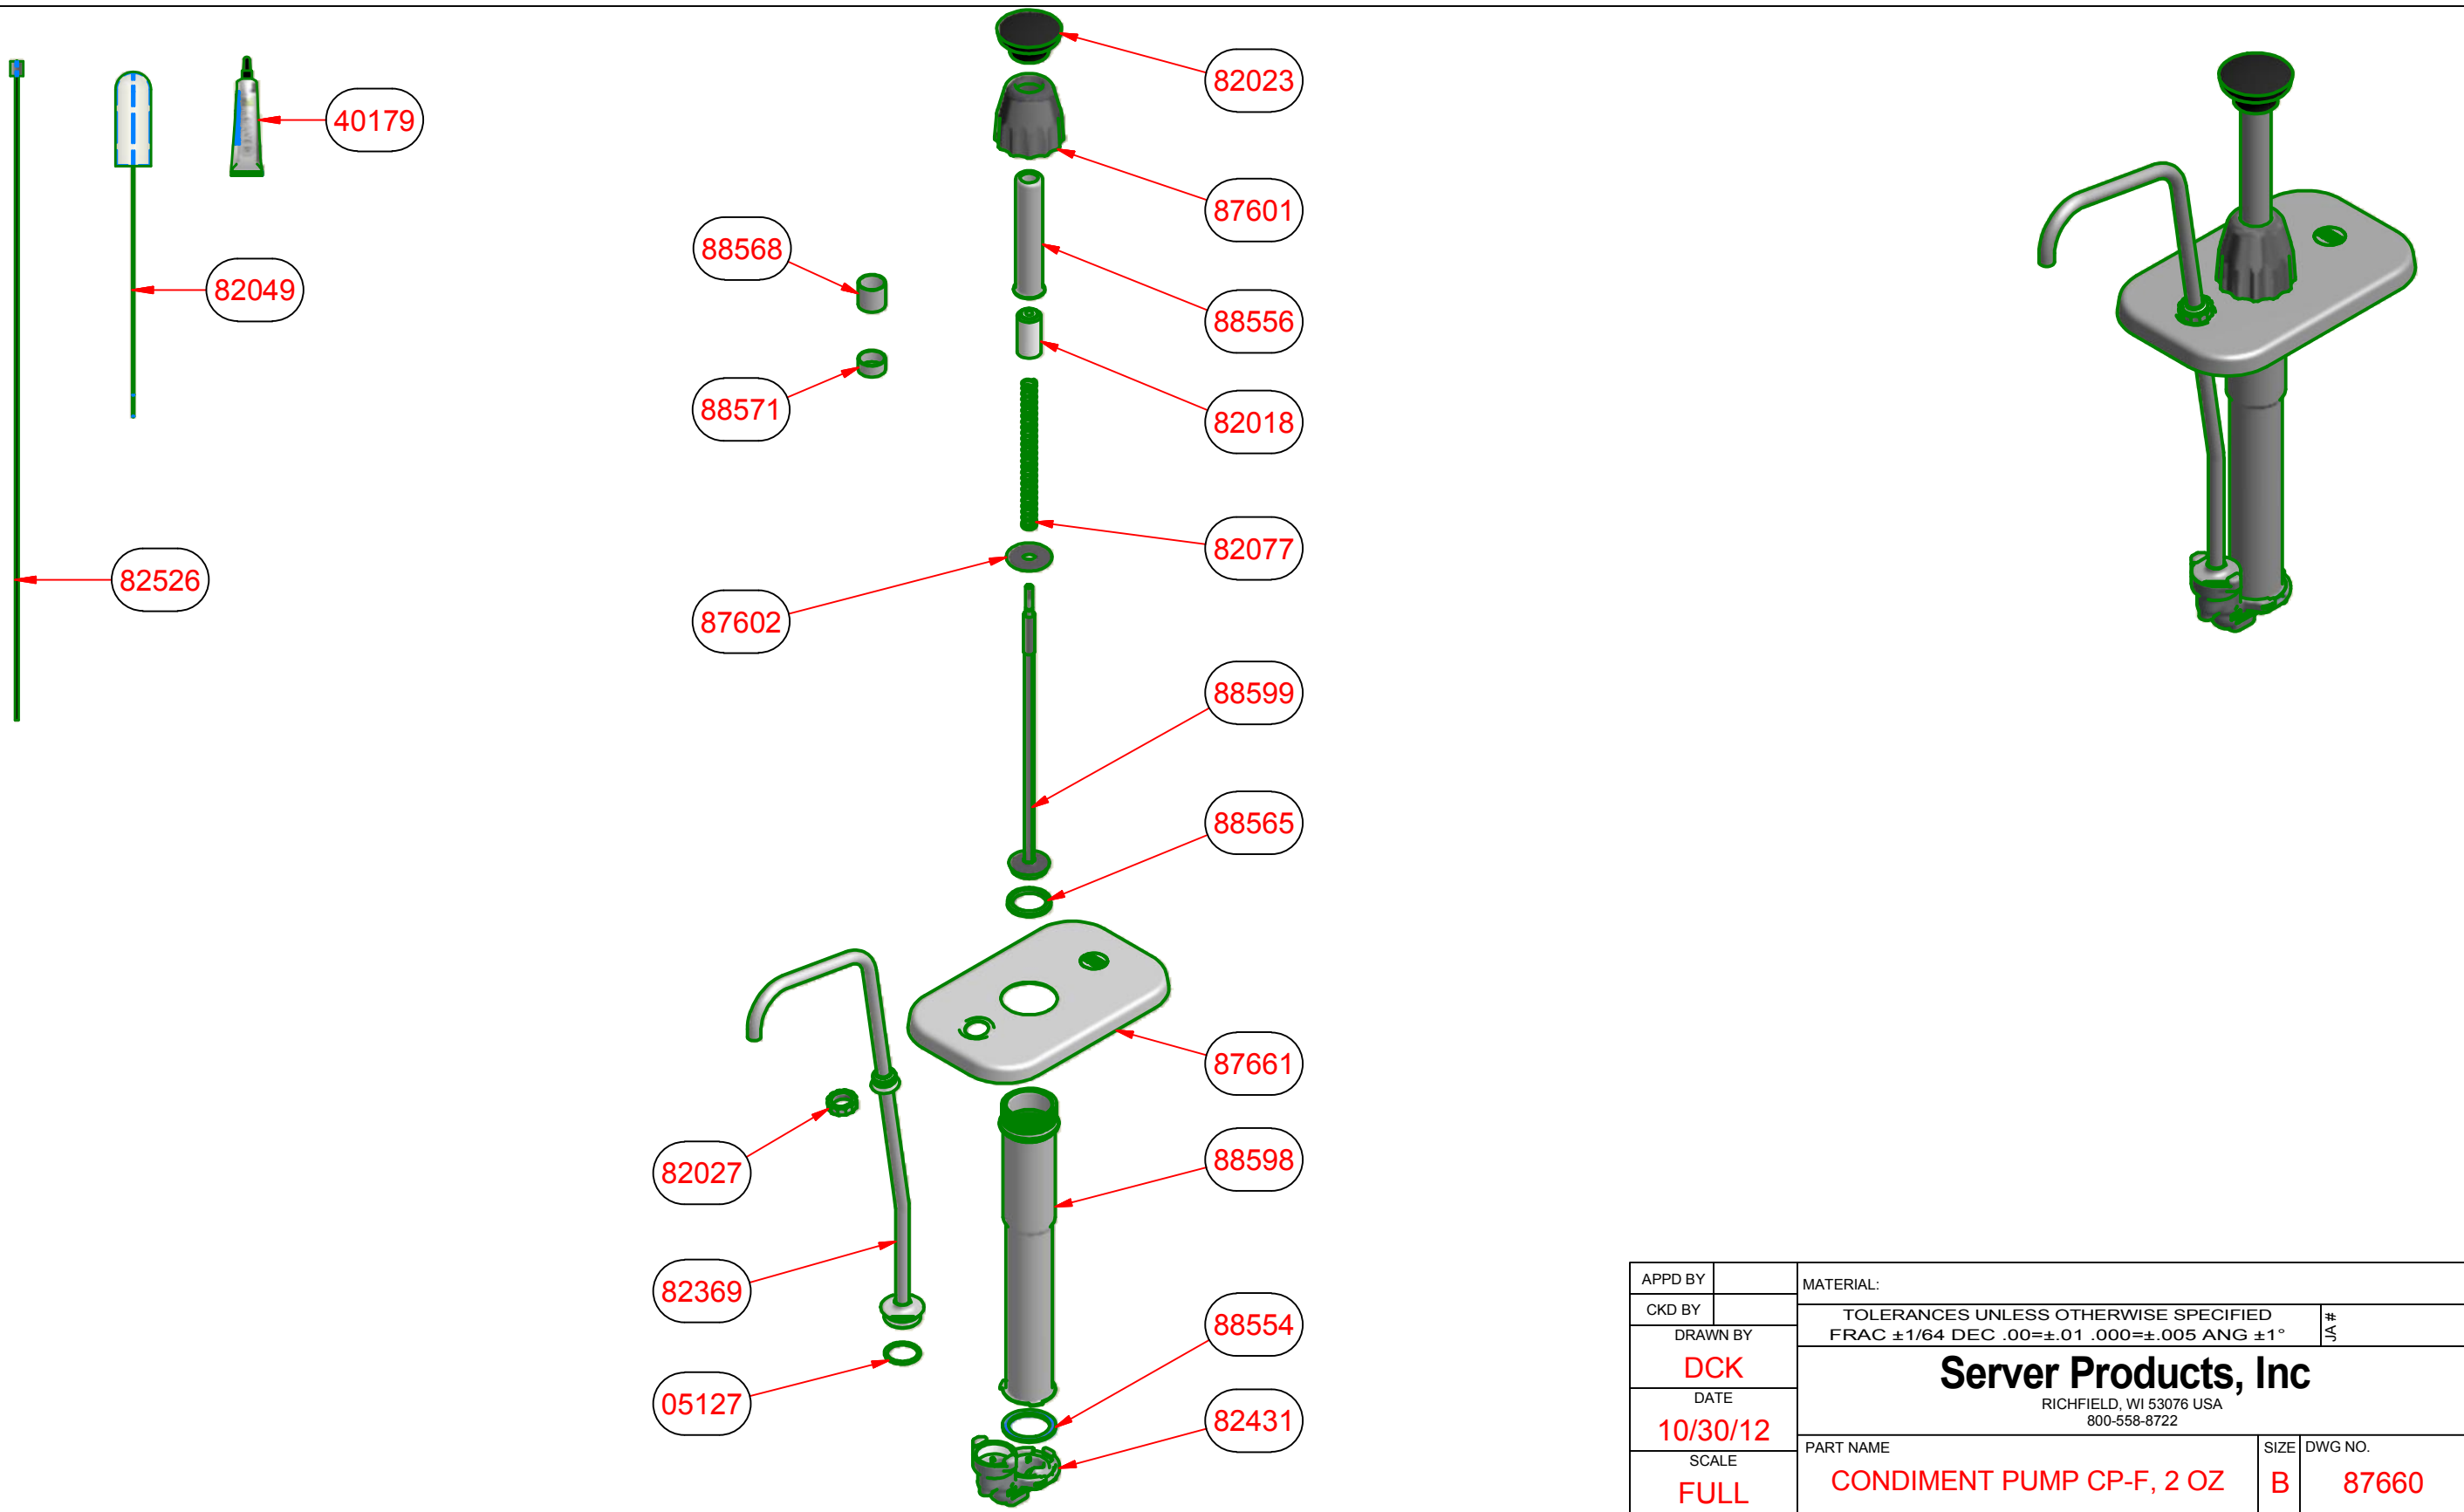 82023
40179
87601
88568
82049
88556
88571
82018
82077
82526
87602
88599
88565
87661
88598
82027
82369
88554
05127
82431
APPD BY
MATERIAL:
CKD BY
TOLERANCES UNLESS OTHERWISE SPECIFIED
FRAC ±1/64 DEC .00=±.01 .000=±.005 ANG ±1°
JA #
DRAWN BY
DCK
Server Products, Inc
RICHFIELD, WI 53076 USA
800-558-8722
DATE
10/30/12
SCALE
FULL
PART NAME
CONDIMENT PUMP CP-F, 2 OZ
SIZE
B
DWG NO.
87660